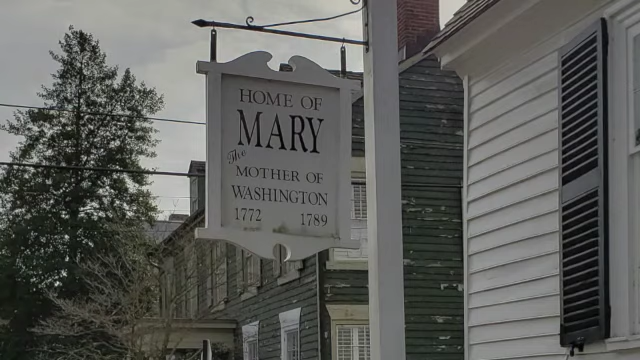 HOME OF
MARY
The
MOTHER OF
WASHINGTON
1772 1789